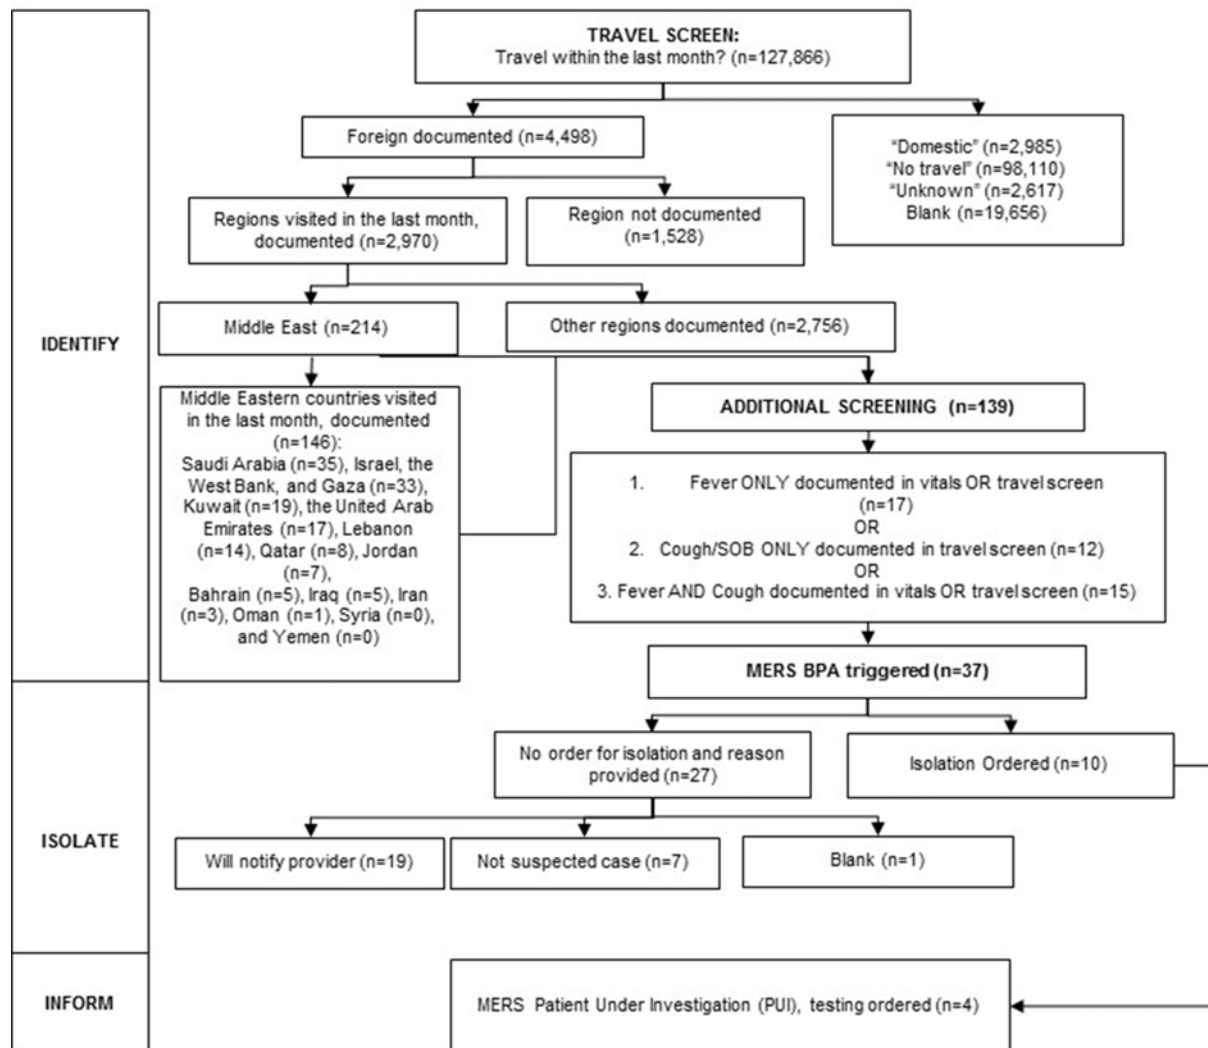 TRAVEL SCREEN:
Travel within the last month? (n=127,866)
Foreign documented (n=4,498)
“Domestic” (n=2,985)
“No travel” (n=98,110)
“Unknown” (n=2,617)
Blank (n=19,656)
Regions visited in the last month,
documented (n=2,970)
Region not documented
(n=1,528)
IDENTIFY
Middle East (n=214)
Other regions documented (n=2,756)
Middle Eastern countries visited
in the last month, documented
(n=146):
Saudi Arabia (n=35), Israel, the
West Bank, and Gaza (n=33),
Kuwait (n=19), the United Arab
Emirates (n=17), Lebanon
(n=14), Qatar (n=8), Jordan
(n=7),
Bahrain (n=5), Iraq (n=5), Iran
(n=3), Oman (n=1), Syria (n=0),
and Yemen (n=0)
ADDITIONAL SCREENING (n=139)
1. Fever ONLY documented in vitals OR travel screen
(n=17)
OR
2. Cough/SOB ONLY documented in travel screen (n=12)
OR
3. Fever AND Cough documented in vitals OR travel screen (n=15)
MERS BPA triggered (n=37)
ISOLATE
No order for isolation and reason
provided (n=27)
Isolation Ordered (n=10)
Will notify provider (n=19)
Not suspected case (n=7)
Blank (n=1)
INFORM
MERS Patient Under Investigation (PUI), testing ordered (n=4)